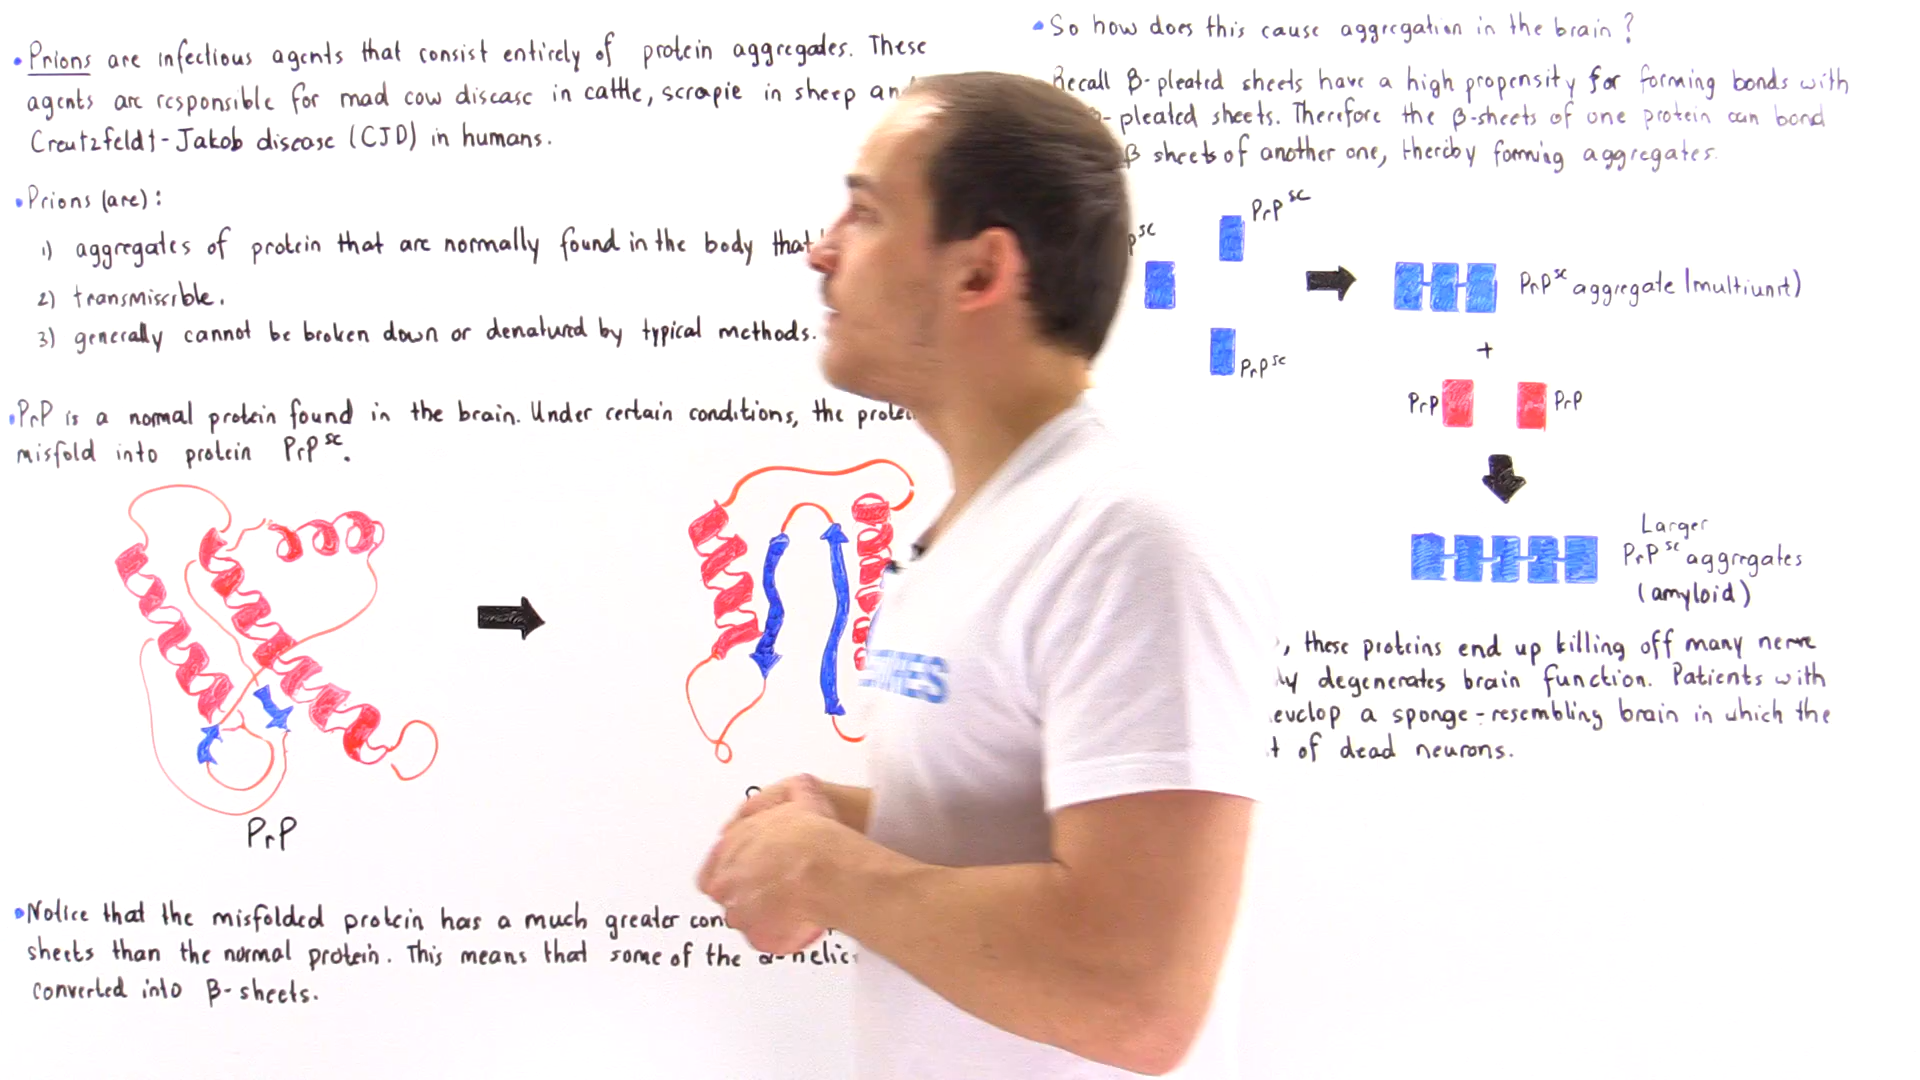 • Prions are infectious agents that consist entirely of protein aggregates. These
agents are responsible for mad cow disease in cattle, scrapie in sheep an
Creutzfeldt-Jakob disease (CJD) in humans.
• Prions (are):
1) aggregates of protein that are normally found in the body that
2) transmissible.
3) generally cannot be broken down or denatured by typical methods.
• PrP is a normal protein found in the brain. Under certain conditions, the protei
misfold into protein PrP^sc.
PrP
• Notice that the misfolded protein has a much greater con
sheets than the normal protein. This means that some of the α-helic
converted into β-sheets.
• So how does this cause aggregation in the brain?
Recall β-pleated sheets have a high propensity for forming bonds with
β-pleated sheets. Therefore the β-sheets of one protein can bond
β sheets of another one, thereby forming aggregates.
PrP^sc
P^sc
PrP^sc
PrP^sc aggregate (multiunit)
+
PrP PrP
Larger
PrP^sc aggregates
(amyloid)
, these proteins end up killing off many nerve
ly degenerates brain function. Patients with
evelop a sponge-resembling brain in which the
t of dead neurons.